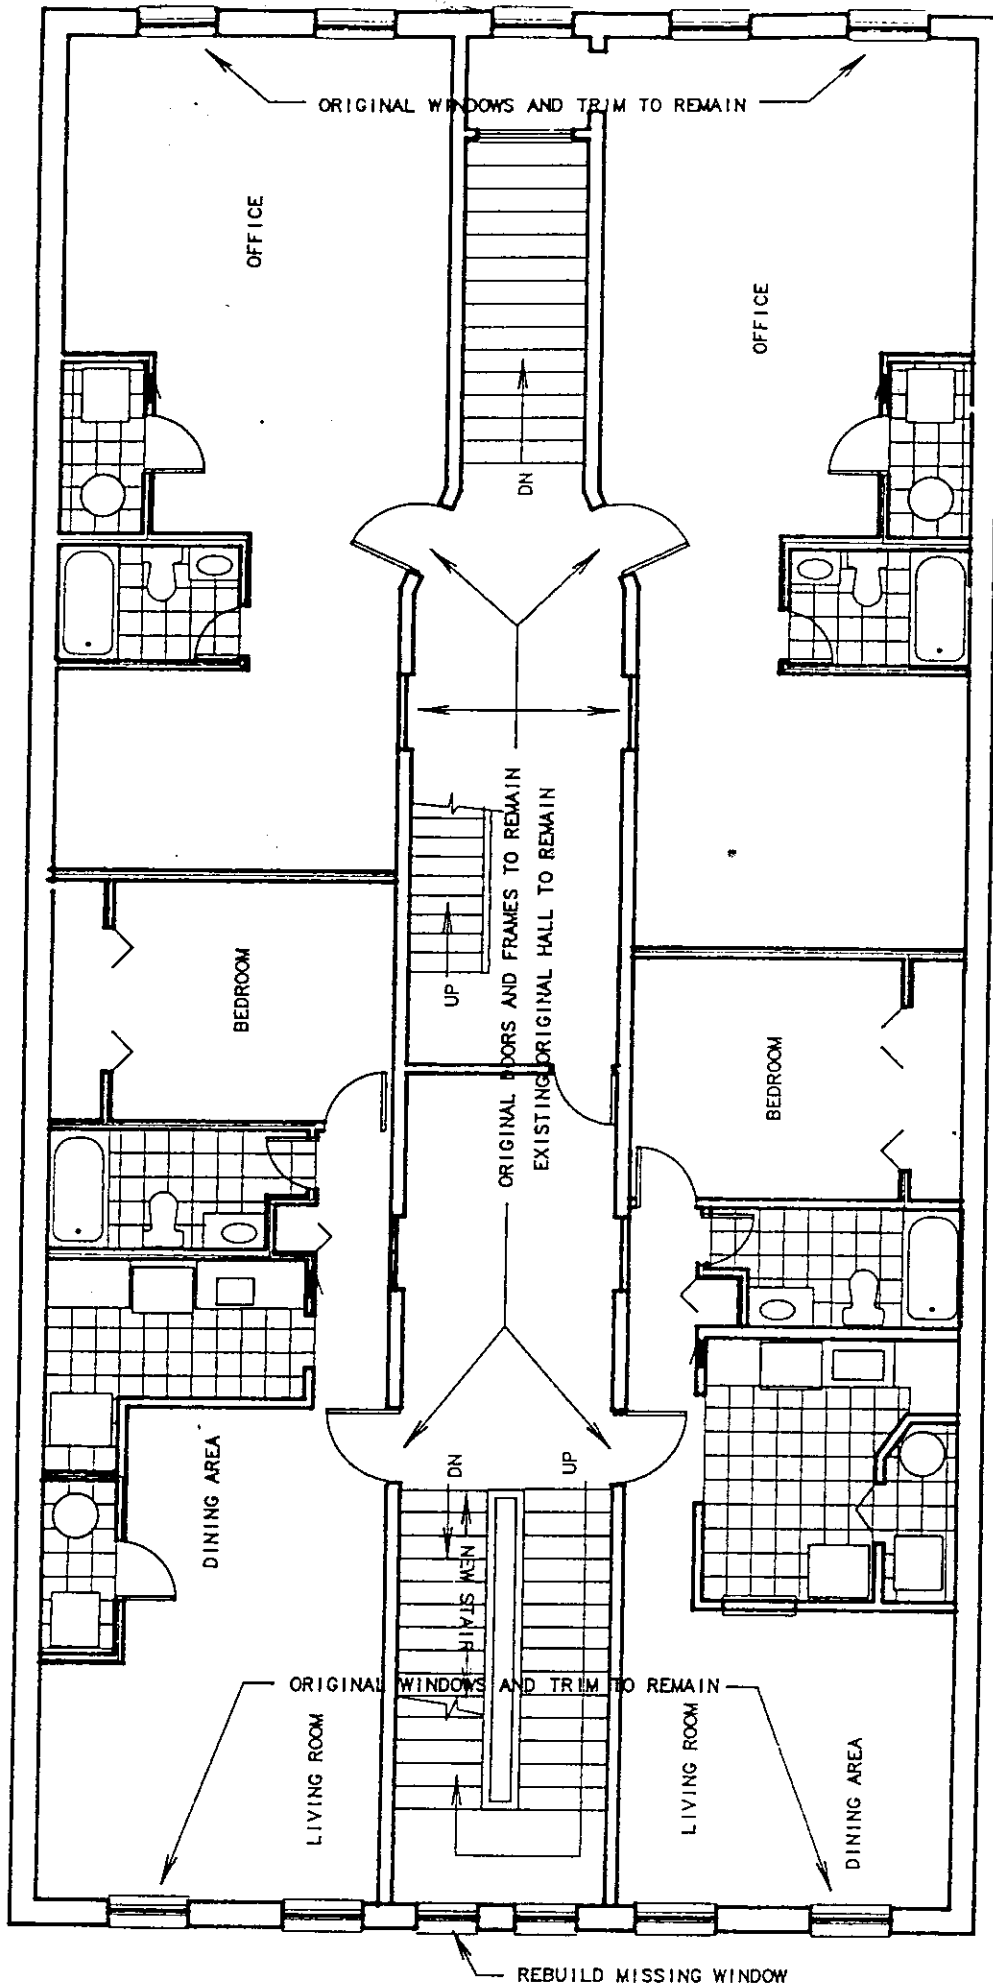 ORIGINAL WINDOWS AND TRIM TO REMAIN
OFFICE
OFFICE
DN
ORIGINAL DOORS AND FRAMES TO REMAIN
EXISTING ORIGINAL HALL TO REMAIN
UP
BEDROOM
BEDROOM
DINING AREA
DN
UP
NEW STAIR
ORIGINAL WINDOWS AND TRIM TO REMAIN
LIVING ROOM
LIVING ROOM
DINING AREA
REBUILD MISSING WINDOW